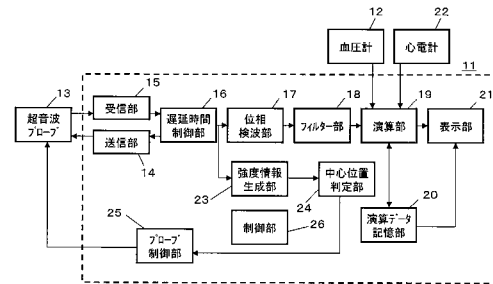 12
22
血圧計
心電計
11
13
15
16
17
18
19
21
超音波
プローブ
受信部
送信部
14
遅延時間
制御部
位相
検波部
フィルター部
演算部
表示部
強度情報
生成部
23
中心位置
判定部
24
20
演算データ
記憶部
25
プローブ
制御部
制御部
26